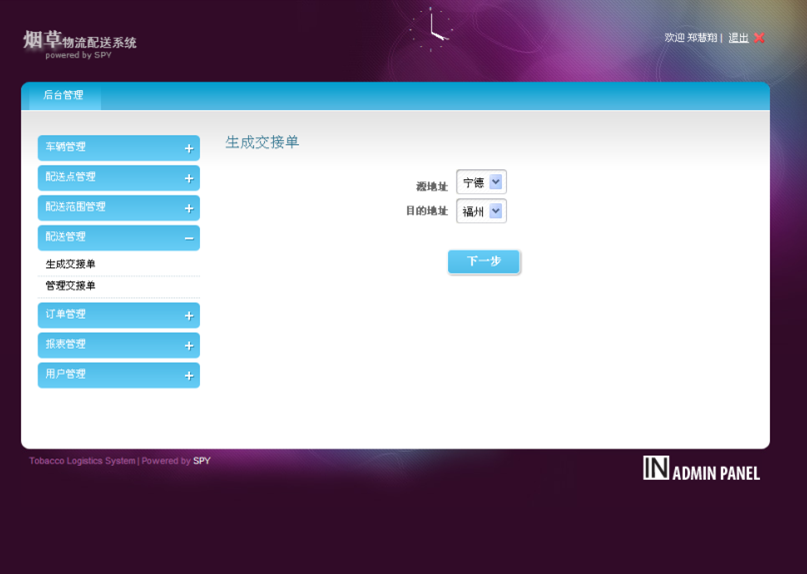 烟草物流配送系统
powered by SPY
欢迎 郑慧翔 | 退出
后台管理
车辆管理
配送点管理
配送范围管理
配送管理
生成交接单
管理交接单
订单管理
报表管理
用户管理
生成交接单
源地址 宁德
目的地址 福州
下一步
Tobacco Logistics System | Powered by SPY
IN ADMIN PANEL